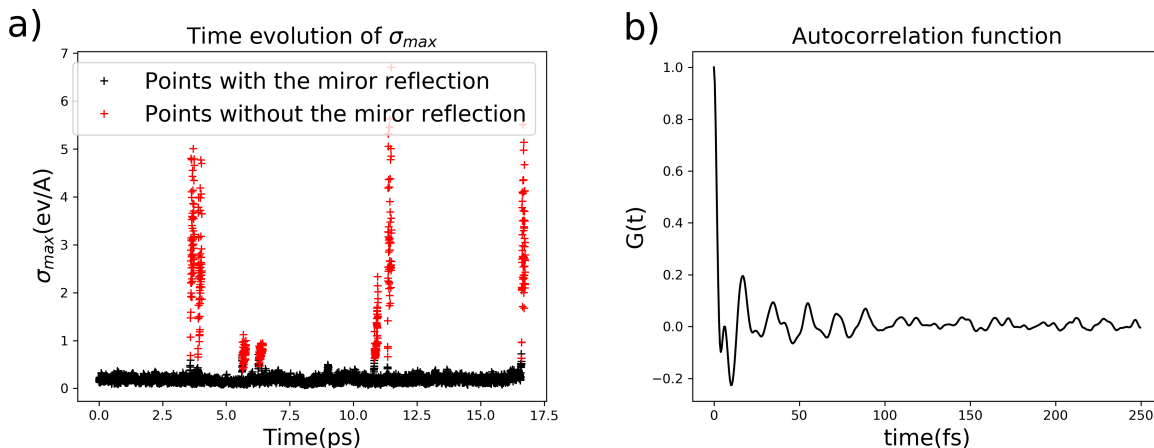 a)
Time evolution of σmax
Points with the miror reflection
Points without the miror reflection
σmax(ev/A)
7
6
5
4
3
2
1
0
0.0 2.5 5.0 7.5 10.0 12.5 15.0 17.5
Time(ps)
b)
Autocorrelation function
G(t)
1.0
0.8
0.6
0.4
0.2
0.0
−0.2
0 50 100 150 200 250
time(fs)